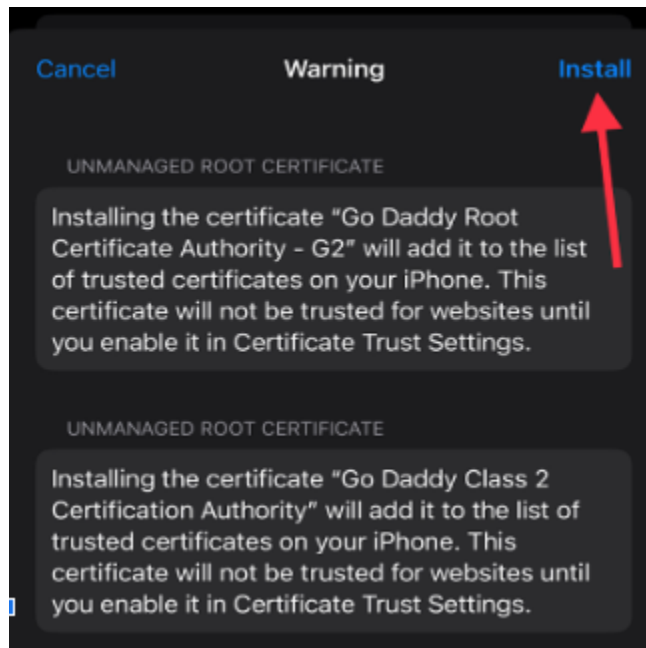 Cancel Warning Install
UNMANAGED ROOT CERTIFICATE
Installing the certificate “Go Daddy Root
Certificate Authority - G2” will add it to the list
of trusted certificates on your iPhone. This
certificate will not be trusted for websites until
you enable it in Certificate Trust Settings.
UNMANAGED ROOT CERTIFICATE
Installing the certificate “Go Daddy Class 2
Certification Authority” will add it to the list of
trusted certificates on your iPhone. This
certificate will not be trusted for websites until
you enable it in Certificate Trust Settings.